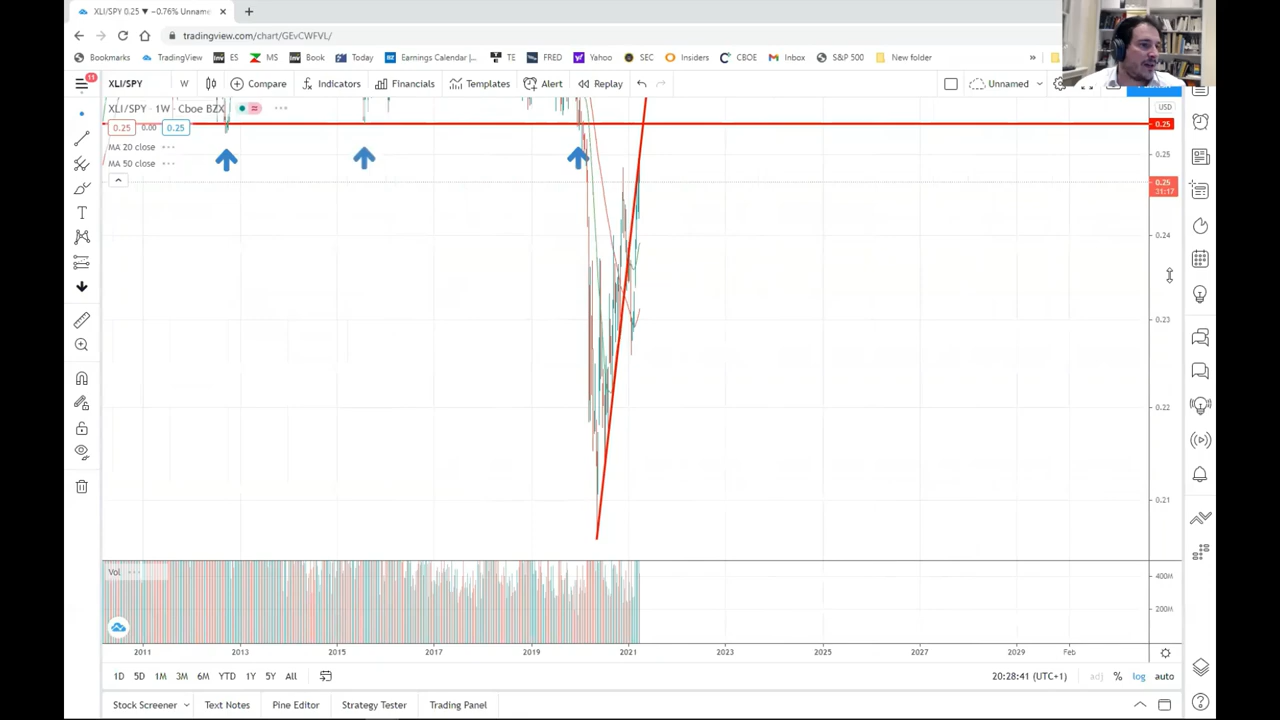 XLI/SPY 0.25 ▼ −0.76% Unname
tradingview.com/chart/GEvCWFVL/
Bookmarks TradingView ES MS Book Today Earnings Calendar | TE FRED Yahoo SEC Insiders CBOE Inbox S&P 500 New folder »
11
XLI/SPY W Compare Indicators Financials Templates Alert Replay Unnamed
XLI/SPY · 1W · Cboe BZX
USD
0.25 0.00 0.25
0.25
MA 20 close
0.25
MA 50 close
0.25
31:17
0.24
0.23
0.22
0.21
Vol
400M
200M
2011 2013 2015 2017 2019 2021 2023 2025 2027 2029 Feb
1D 5D 1M 3M 6M YTD 1Y 5Y All 20:28:41 (UTC+1) adj % log auto
Stock Screener Text Notes Pine Editor Strategy Tester Trading Panel